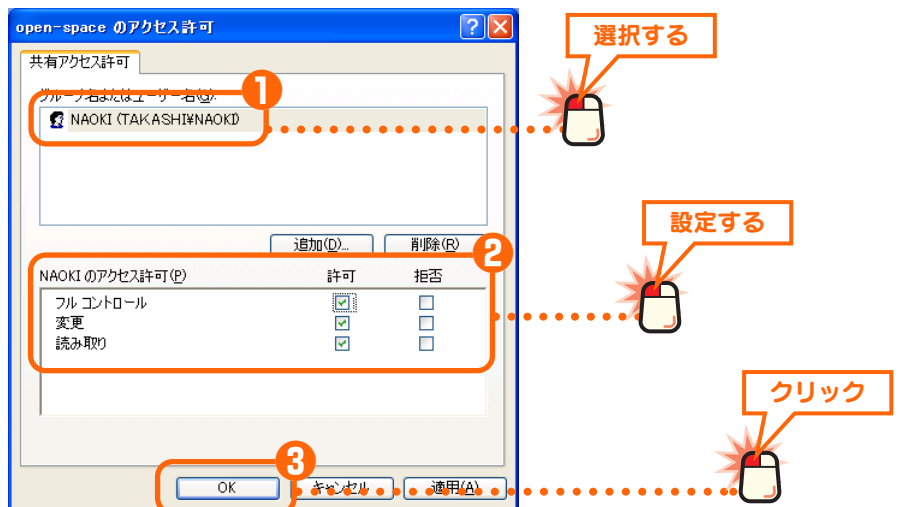 open-space のアクセス許可
選択する
共有アクセス許可
1
グループ名またはユーザー名(G):
NAOKI (TAKASHI¥NAOKI)
設定する
追加(D)...
削除(R)
2
NAOKI のアクセス許可(P)
許可
拒否
フル コントロール
変更
読み取り
クリック
3
OK
キャンセル
適用(A)